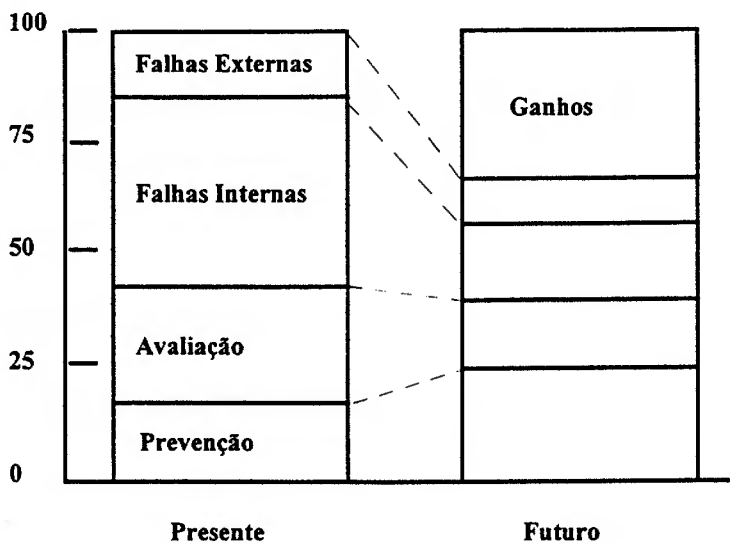 100
Falhas Externas
Ganhos
75
Falhas Internas
50
Avaliação
25
Prevenção
0
Presente
Futuro